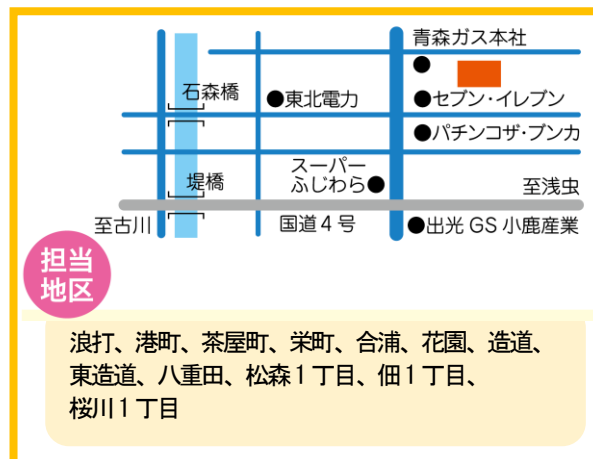 青森ガス本社
石森橋
●東北電力
●セブン・イレブン
●パチンコザ・ブンカ
スーパー
ふじわら●
堤橋
至浅虫
至古川
国道4号
●出光 GS 小鹿産業
担当
地区
浪打、港町、茶屋町、栄町、合浦、花園、造道、
東造道、八重田、松森1丁目、佃1丁目、
桜川1丁目